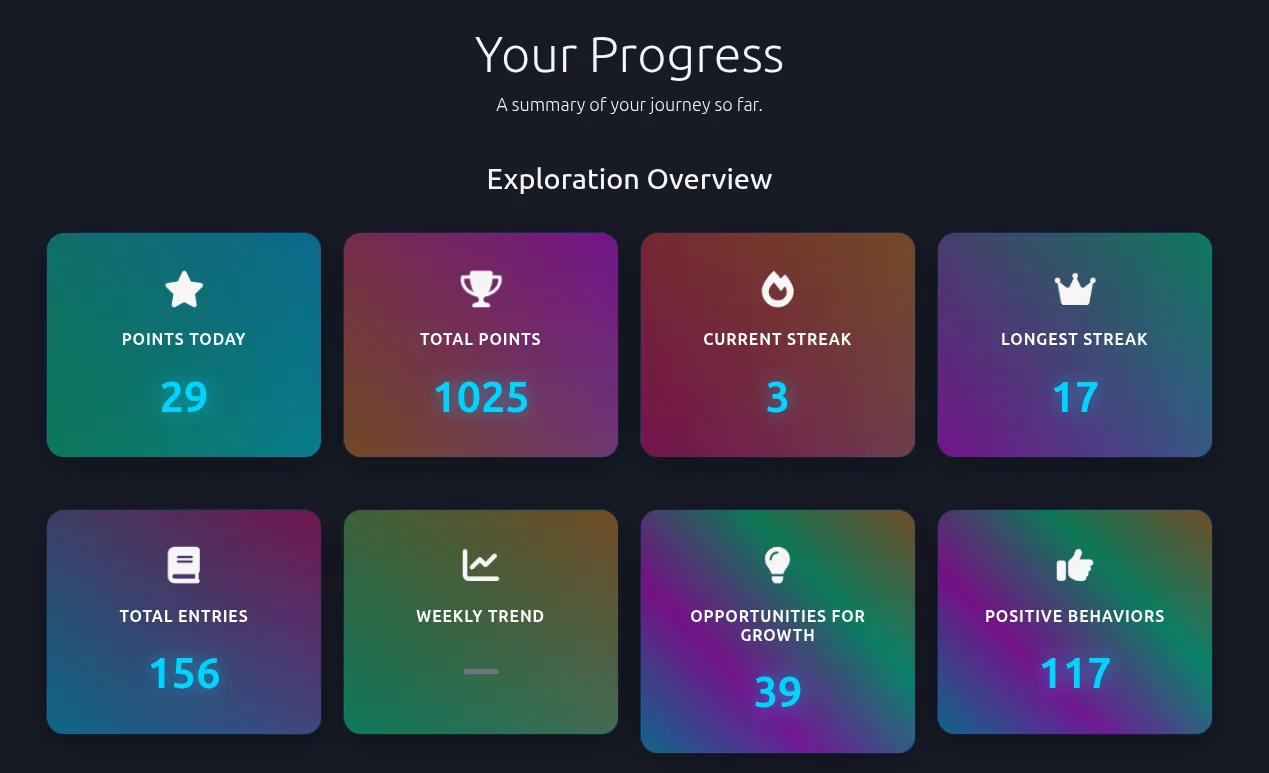 Your Progress
A summary of your journey so far.
Exploration Overview
POINTS TODAY
29
TOTAL POINTS
1025
CURRENT STREAK
3
LONGEST STREAK
17
TOTAL ENTRIES
156
WEEKLY TREND
—
OPPORTUNITIES FOR
GROWTH
39
POSITIVE BEHAVIORS
117